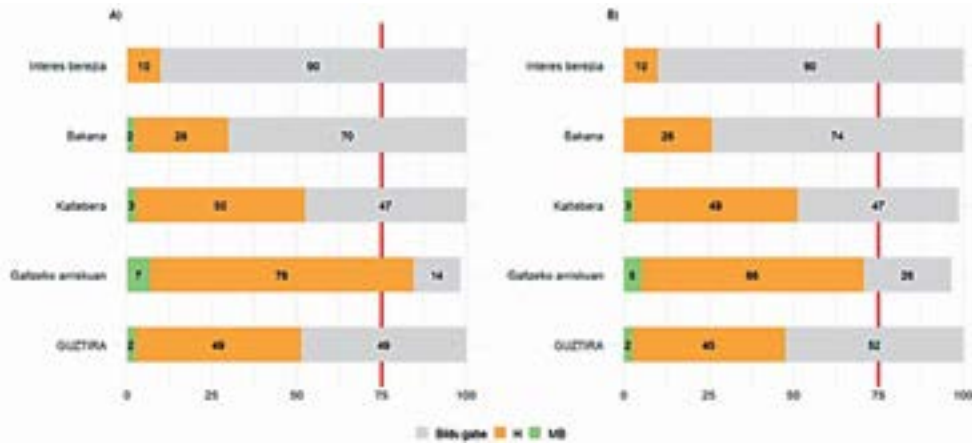 A)
Interes berezia 10 90
Bakana 2 28 70
Kaltebera 3 50 47
Galtzeko arriskuan 7 78 14
GUZTIRA 2 49 49
0 25 50 75 100
B)
Interes berezia 10 90
Bakana 26 74
Kaltebera 3 49 47
Galtzeko arriskuan 5 26
GUZTIRA 2 45 52
0 25 50 75 100
Bildu gabe H MB